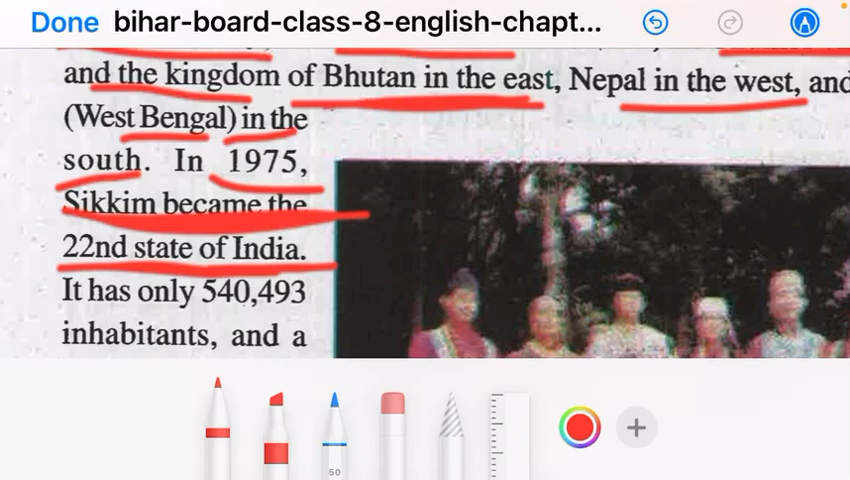 Done bihar-board-class-8-english-chapt...
and the kingdom of Bhutan in the east, Nepal in the west, and
(West Bengal) in the
south. In 1975,
Sikkim became the
22nd state of India.
It has only 540,493
inhabitants, and a
50